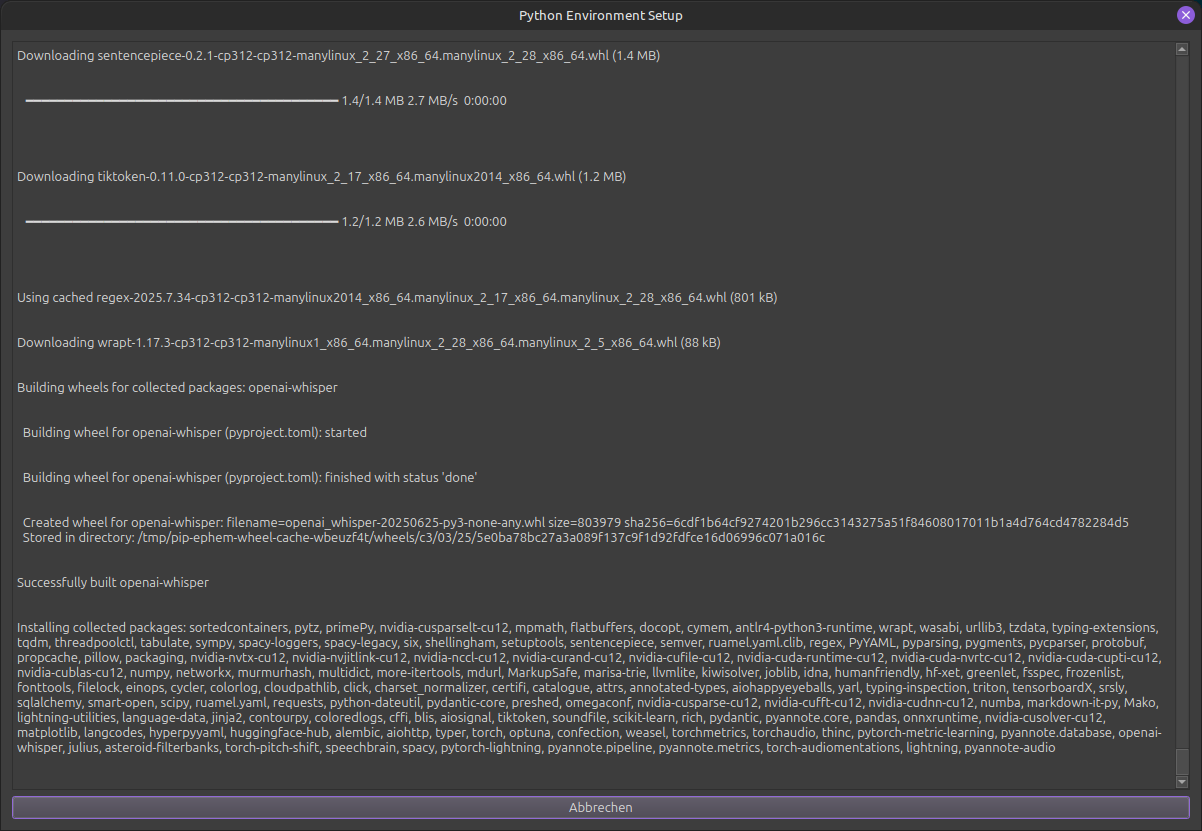 Python Environment Setup
Downloading sentencepiece-0.2.1-cp312-cp312-manylinux_2_27_x86_64.manylinux_2_28_x86_64.whl (1.4 MB)
━━━━━━━━━━━━━━━━━━━━━━━━━━━━━━━━━━━━━━━━ 1.4/1.4 MB 2.7 MB/s 0:00:00
Downloading tiktoken-0.11.0-cp312-cp312-manylinux_2_17_x86_64.manylinux2014_x86_64.whl (1.2 MB)
━━━━━━━━━━━━━━━━━━━━━━━━━━━━━━━━━━━━━━━━ 1.2/1.2 MB 2.6 MB/s 0:00:00
Using cached regex-2025.7.34-cp312-cp312-manylinux2014_x86_64.manylinux_2_17_x86_64.manylinux_2_28_x86_64.whl (801 kB)
Downloading wrapt-1.17.3-cp312-cp312-manylinux1_x86_64.manylinux_2_28_x86_64.manylinux_2_5_x86_64.whl (88 kB)
Building wheels for collected packages: openai-whisper
Building wheel for openai-whisper (pyproject.toml): started
Building wheel for openai-whisper (pyproject.toml): finished with status 'done'
Created wheel for openai-whisper: filename=openai_whisper-20250625-py3-none-any.whl size=803979 sha256=6cdf1b64cf9274201b296cc3143275a51f84608017011b1a4d764cd4782284d5
Stored in directory: /tmp/pip-ephem-wheel-cache-wbeuzf4t/wheels/c3/03/25/5e0ba78bc27a3a089f137c9f1d92fdfce16d06996c071a016c
Successfully built openai-whisper
Installing collected packages: sortedcontainers, pytz, primePy, nvidia-cusparselt-cu12, mpmath, flatbuffers, docopt, cymem, antlr4-python3-runtime, wrapt, wasabi, urllib3, tzdata, typing-extensions,
tqdm, threadpoolctl, tabulate, sympy, spacy-loggers, spacy-legacy, six, shellingham, setuptools, sentencepiece, semver, ruamel.yaml.clib, regex, PyYAML, pyparsing, pygments, pycparser, protobuf,
propcache, pillow, packaging, nvidia-nvtx-cu12, nvidia-nvjitlink-cu12, nvidia-nccl-cu12, nvidia-curand-cu12, nvidia-cufile-cu12, nvidia-cuda-runtime-cu12, nvidia-cuda-nvrtc-cu12, nvidia-cuda-cupti-cu12,
nvidia-cublas-cu12, numpy, networkx, murmurhash, multidict, more-itertools, mdurl, MarkupSafe, marisa-trie, llvmlite, kiwisolver, joblib, idna, humanfriendly, hf-xet, greenlet, fsspec, frozenlist,
fonttools, filelock, einops, cycler, colorlog, cloudpathlib, click, charset_normalizer, certifi, catalogue, attrs, annotated-types, aiohappyeyeballs, yarl, typing-inspection, triton, tensorboardX, srsly,
sqlalchemy, smart-open, scipy, ruamel.yaml, requests, python-dateutil, pydantic-core, preshed, omegaconf, nvidia-cusparse-cu12, nvidia-cufft-cu12, nvidia-cudnn-cu12, numba, markdown-it-py, Mako,
lightning-utilities, language-data, jinja2, contourpy, coloredlogs, cffi, blis, aiosignal, tiktoken, soundfile, scikit-learn, rich, pydantic, pyannote.core, pandas, onnxruntime, nvidia-cusolver-cu12,
matplotlib, langcodes, hyperpyyaml, huggingface-hub, alembic, aiohttp, typer, torch, optuna, confection, weasel, torchmetrics, torchaudio, thinc, pytorch-metric-learning, pyannote.database, openai-
whisper, julius, asteroid-filterbanks, torch-pitch-shift, speechbrain, spacy, pytorch-lightning, pyannote.pipeline, pyannote.metrics, torch-audiomentations, lightning, pyannote-audio
Abbrechen